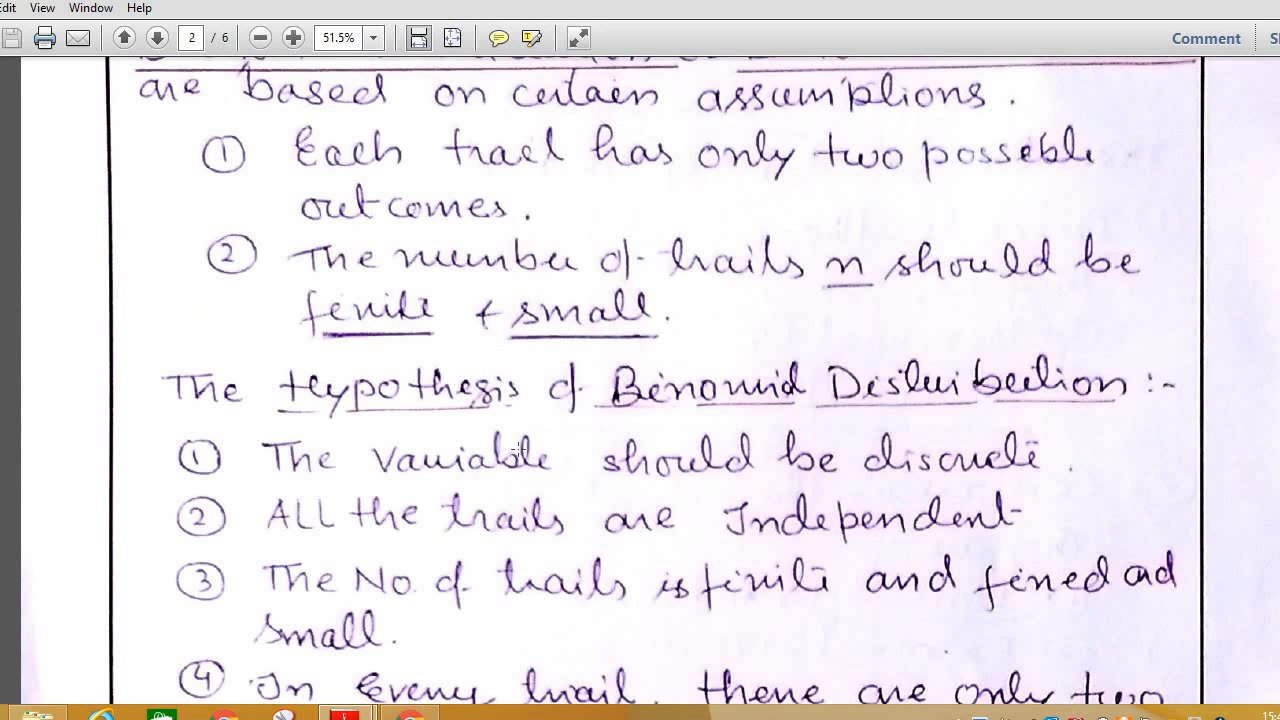 Edit View Window Help
2 / 6 51.5% Comment
are based on certain assumptions.
① Each trail has only two possible
outcomes.
② The number of trails n should be
finite & small.
The Hypothesis of Binomial Distribution :-
① The variable should be discrete.
② ALL the trails are Independent
③ The No. of trails is finite and fixed and
small.
④ In Every trail, there are only two